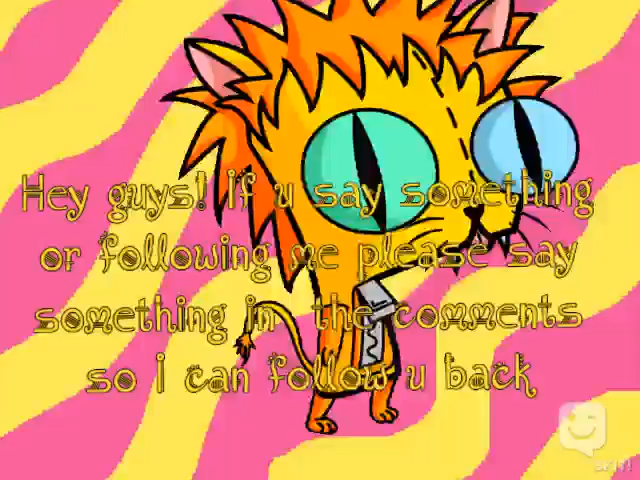 Hey guys! If u say something
or following me please say
something in the comments
so i can follow u back